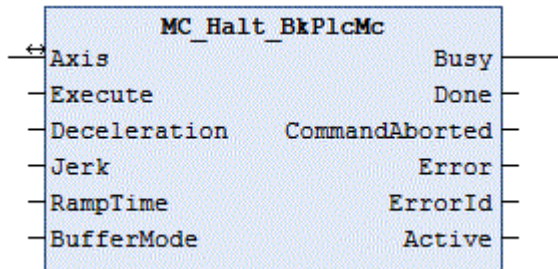 MC_Halt_BkPlcMc
Axis Busy
Execute Done
Deceleration CommandAborted
Jerk Error
RampTime ErrorId
BufferMode Active